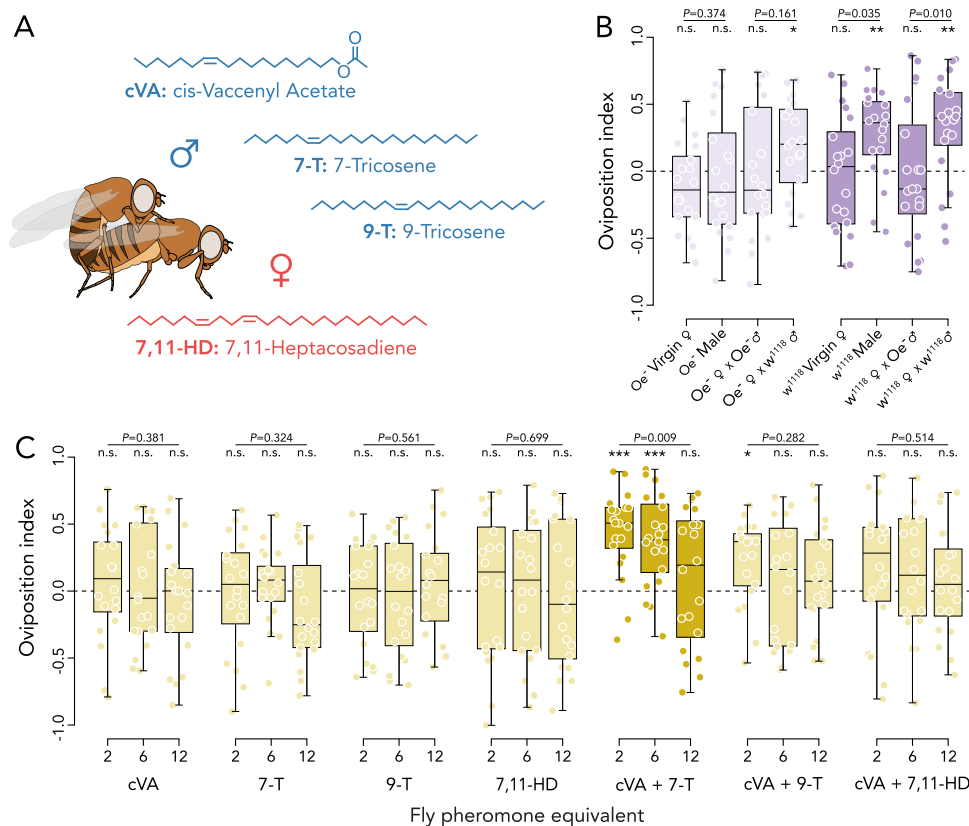 A
O
O
cVA: cis-Vaccenyl Acetate
♂
7-T: 7-Tricosene
9-T: 9-Tricosene
♀
7,11-HD: 7,11-Heptacosadiene
B
P=0.374 P=0.161 P=0.035 P=0.010
n.s. n.s. n.s. * n.s. ** n.s. **
Oviposition index
1.0
0.5
0.0
-0.5
-1.0
Oe⁻ Virgin ♀
Oe⁻ Male
Oe⁻ ♀ x Oe⁻ ♂
Oe⁻ ♀ x w¹¹¹⁸ ♂
w¹¹¹⁸ Virgin ♀
w¹¹¹⁸ Male
w¹¹¹⁸ ♀ x Oe⁻ ♂
w¹¹¹⁸ ♀ x w¹¹¹⁸ ♂
C
P=0.381 P=0.324 P=0.561 P=0.699 P=0.009 P=0.282 P=0.514
n.s. n.s. n.s. n.s. n.s. n.s. n.s. n.s. n.s. n.s. n.s. n.s. *** *** n.s. * n.s. n.s. n.s. n.s. n.s.
Oviposition index
1.0
0.5
0.0
-0.5
-1.0
2 6 12 2 6 12 2 6 12 2 6 12 2 6 12 2 6 12 2 6 12
cVA 7-T 9-T 7,11-HD cVA + 7-T cVA + 9-T cVA + 7,11-HD
Fly pheromone equivalent